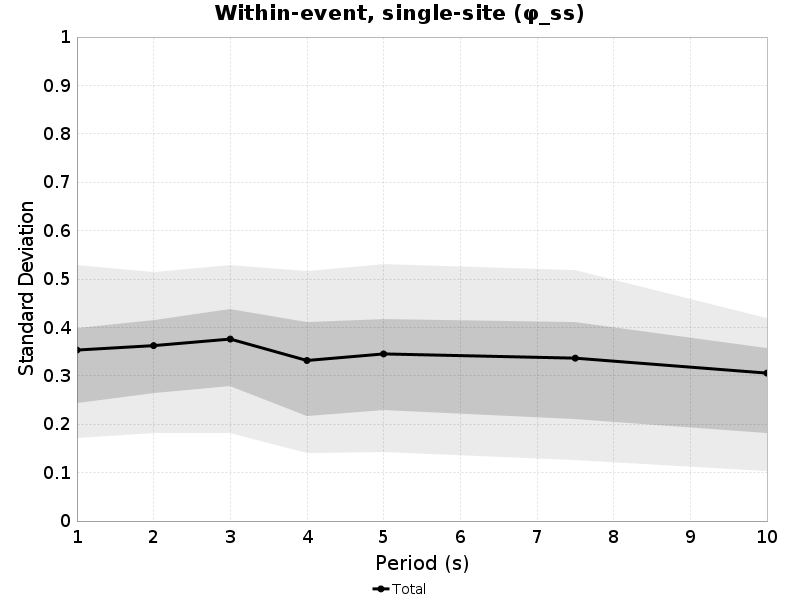 Within-event, single-site (φ_ss)
1
0.9
0.8
0.7
0.6
0.5
0.4
0.3
0.2
0.1
0
Standard Deviation
1 2 3 4 5 6 7 8 9 10
Period (s)
Total